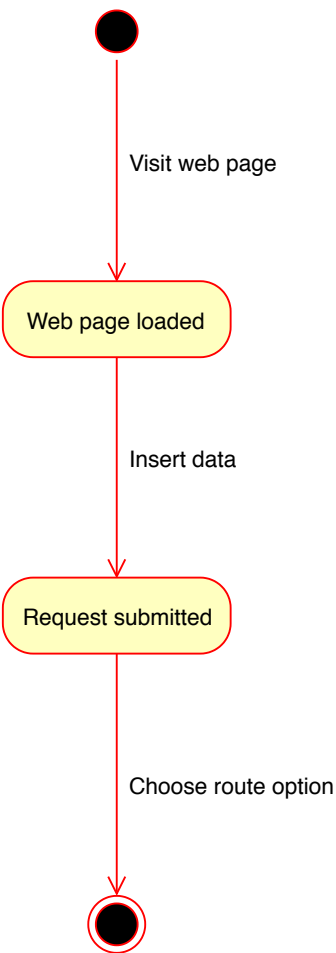 Visit web page
Web page loaded
Insert data
Request submitted
Choose route option